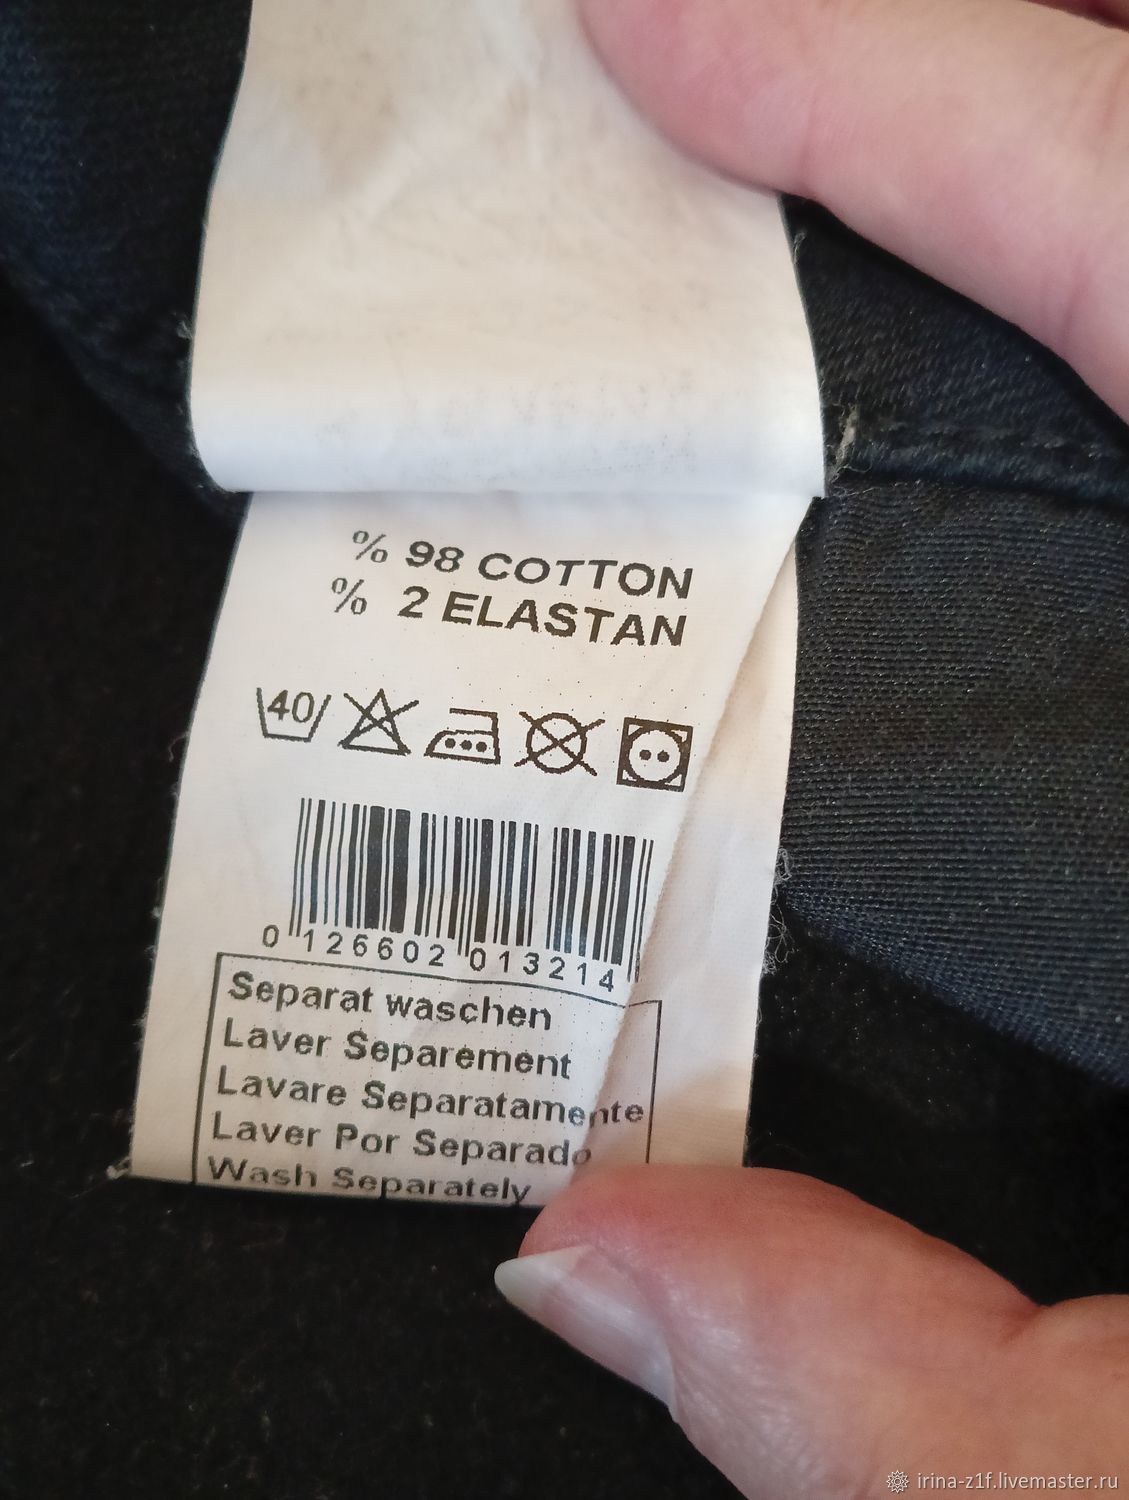 % 98 COTTON
% 2 ELASTAN
40
0 126602 013214
Separat waschen
Laver Separement
Lavare Separatamente
Laver Por Separado
Wash Separately
irina-z1f.livemaster.ru